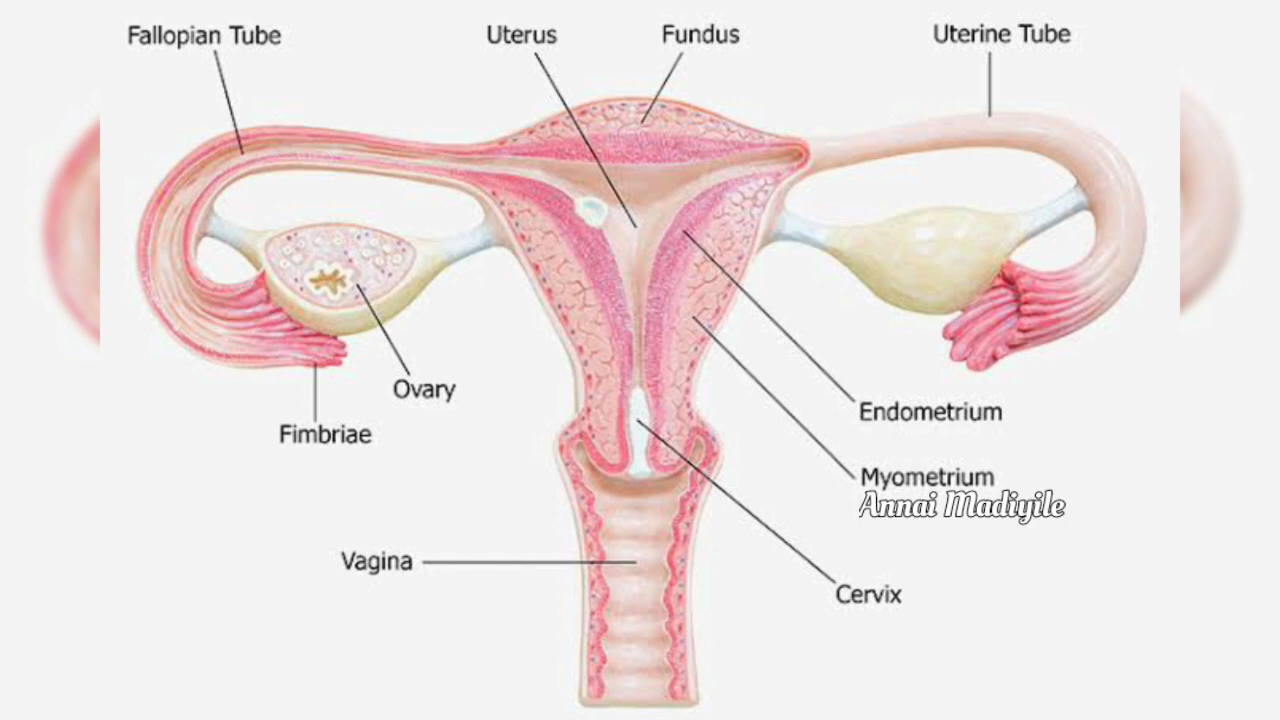 Fallopian Tube
Uterus
Fundus
Uterine Tube
Ovary
Fimbriae
Endometrium
Myometrium
Annai Madiyile
Vagina
Cervix